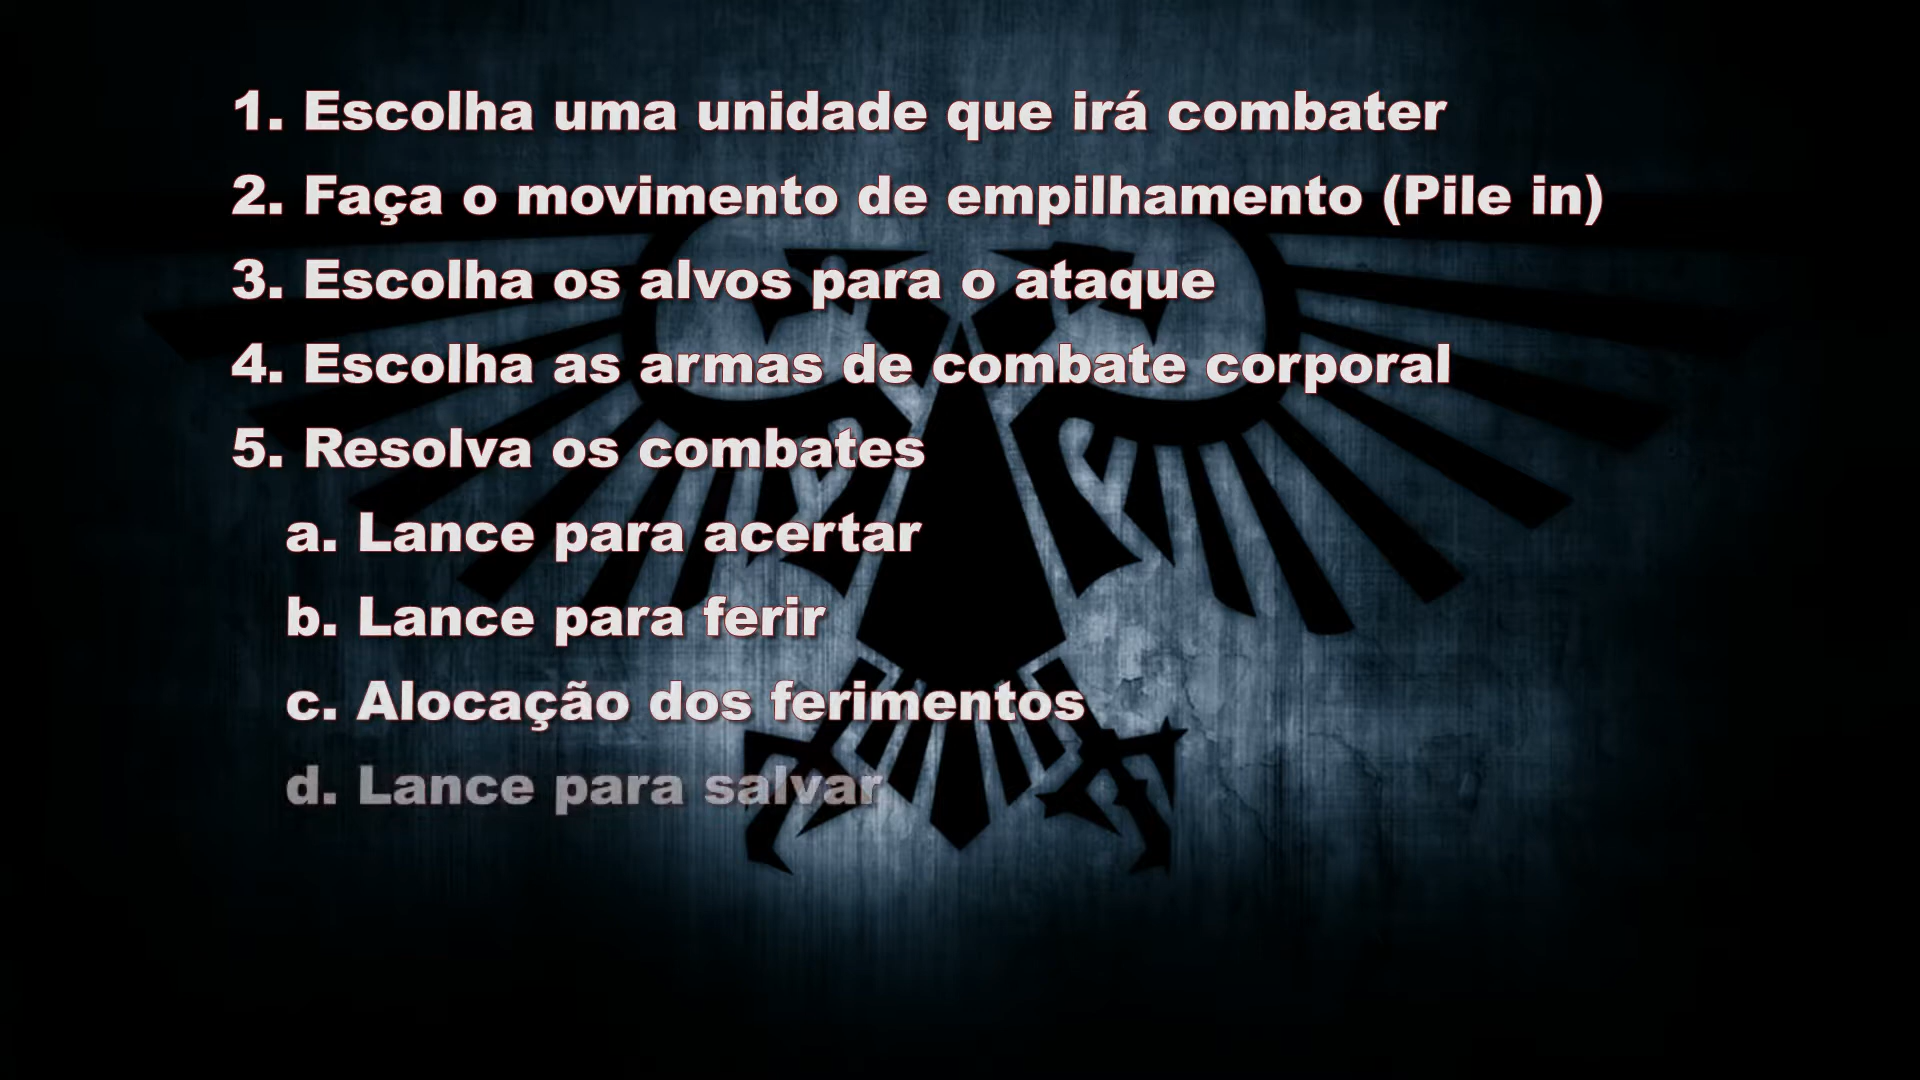 1. Escolha uma unidade que irá combater
2. Faça o movimento de empilhamento (Pile in)
3. Escolha os alvos para o ataque
4. Escolha as armas de combate corporal
5. Resolva os combates
a. Lance para acertar
b. Lance para ferir
c. Alocação dos ferimentos
d. Lance para salvar